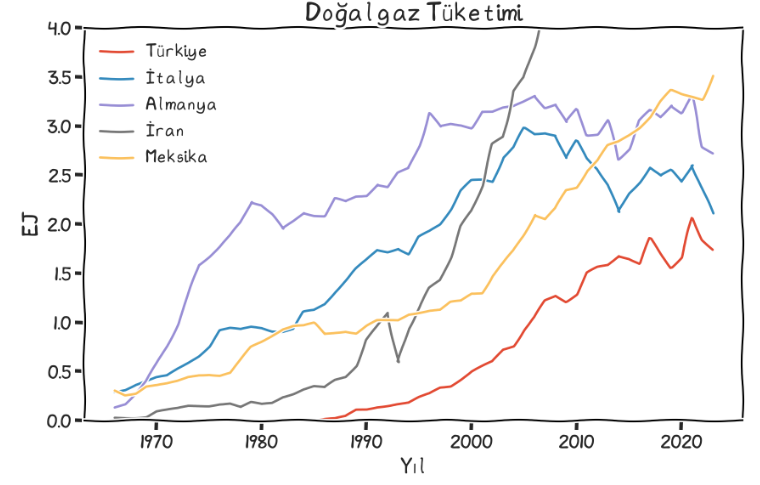 Doğalgaz Tüketimi
4.0
3.5
3.0
2.5
2.0
1.5
1.0
0.5
0.0
EJ
Türkiye
İtalya
Almanya
İran
Meksika
1970 1980 1990 2000 2010 2020
Yıl